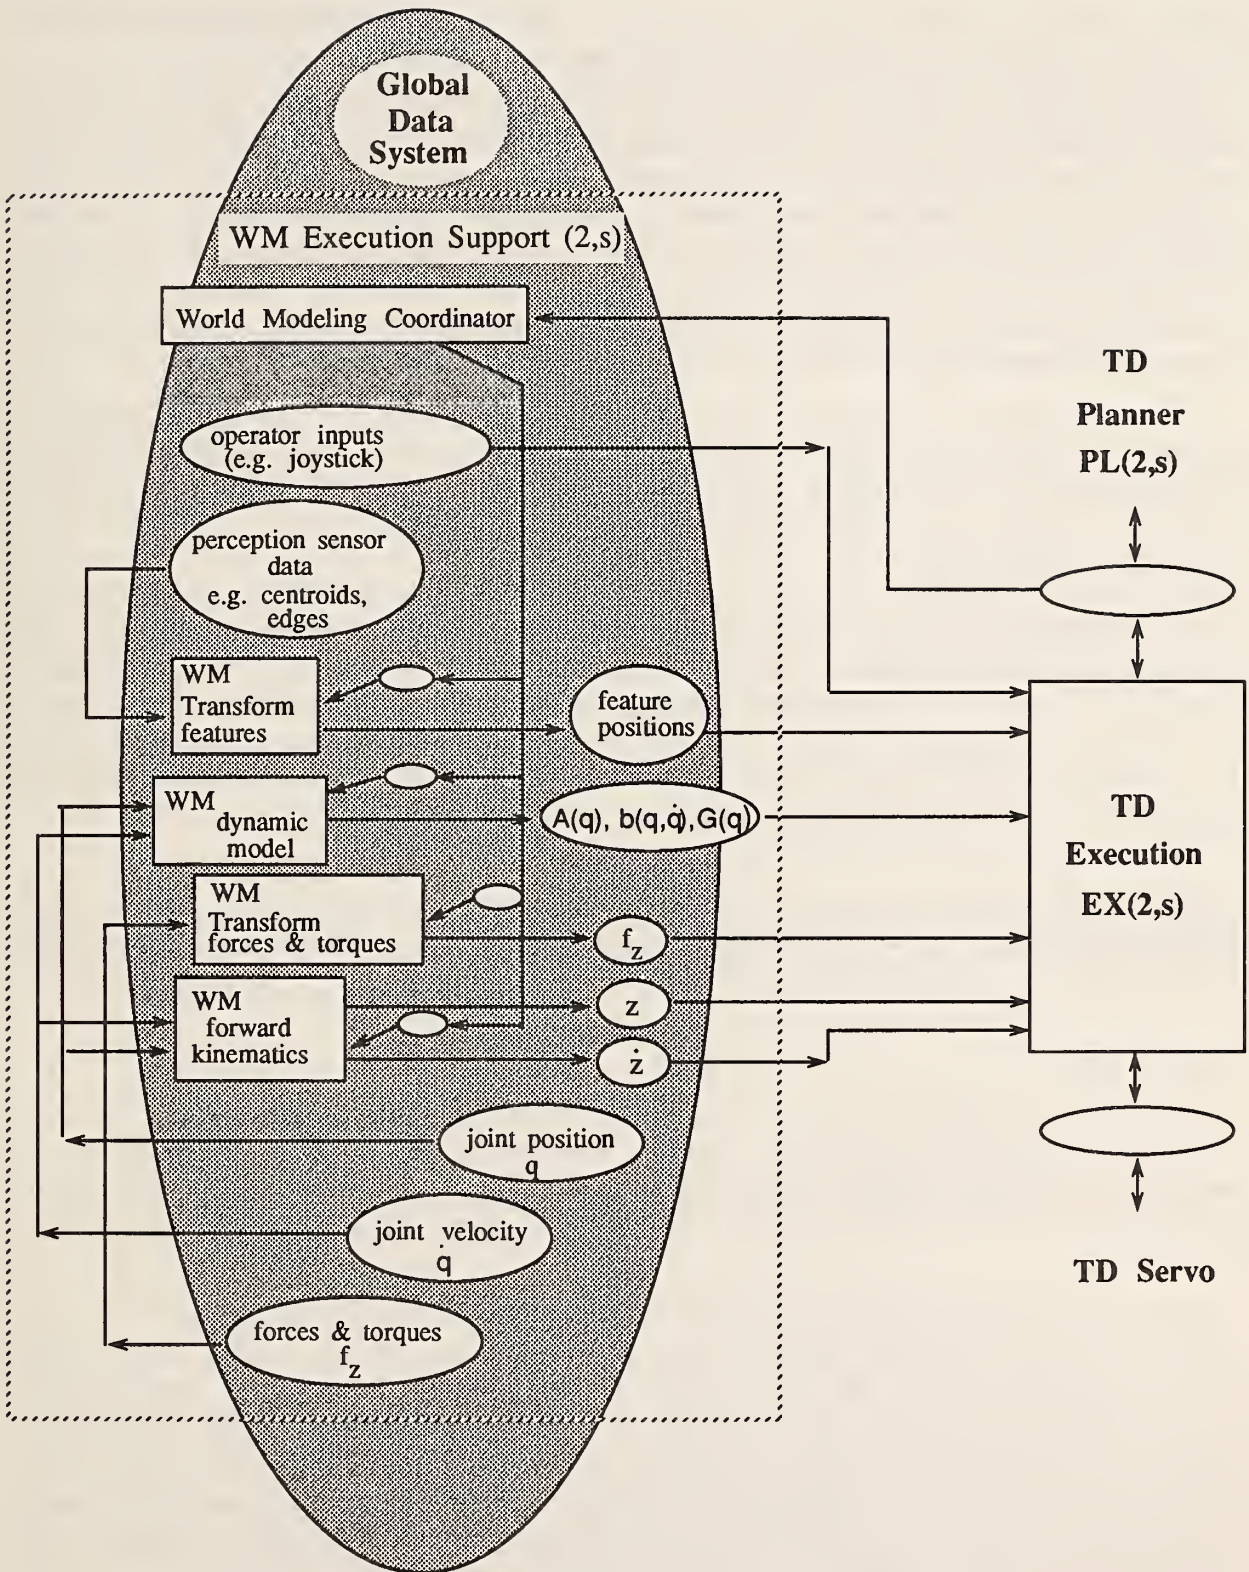 Global
Data
System
WM Execution Support (2,s)
World Modeling Coordinator
operator inputs
(e.g. joystick)
perception sensor
data
e.g. centroids,
edges
WM
Transform
features
feature
positions
WM
dynamic
model
A(q), b(q,q̇), G(q)
WM
Transform
forces & torques
f_z
WM
forward
kinematics
z
ż
joint position
q
joint velocity
q̇
forces & torques
f_z
TD
Planner
PL(2,s)
TD
Execution
EX(2,s)
TD Servo